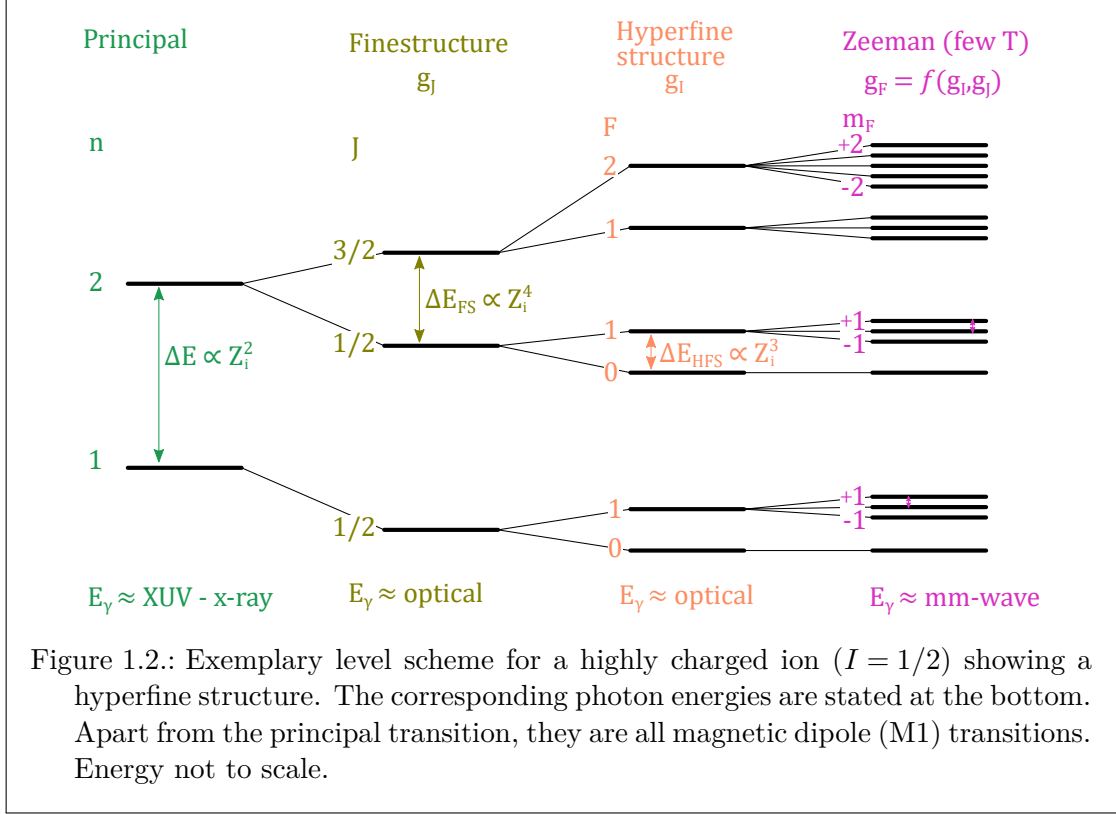 Principal
Finestructure
g_J
Hyperfine
structure
g_I
Zeeman (few T)
g_F = f(g_I,g_J)
n
J
F
m_F
2
1
3/2
1/2
1/2
2
1
1
0
1
0
+2
-2
+1
-1
+1
-1
ΔE ∝ Z_i^2
ΔE_FS ∝ Z_i^4
ΔE_HFS ∝ Z_i^3
E_γ ≈ XUV - x-ray
E_γ ≈ optical
E_γ ≈ optical
E_γ ≈ mm-wave
Figure 1.2.: Exemplary level scheme for a highly charged ion (I = 1/2) showing a
hyperfine structure. The corresponding photon energies are stated at the bottom.
Apart from the principal transition, they are all magnetic dipole (M1) transitions.
Energy not to scale.